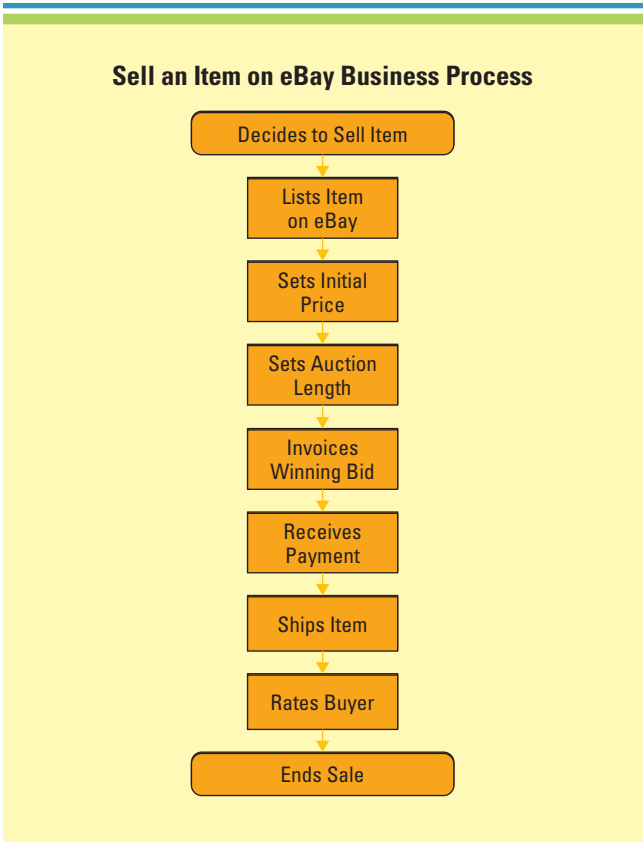 Sell an Item on eBay Business Process
Decides to Sell Item
Lists Item
on eBay
Sets Initial
Price
Sets Auction
Length
Invoices
Winning Bid
Receives
Payment
Ships Item
Rates Buyer
Ends Sale